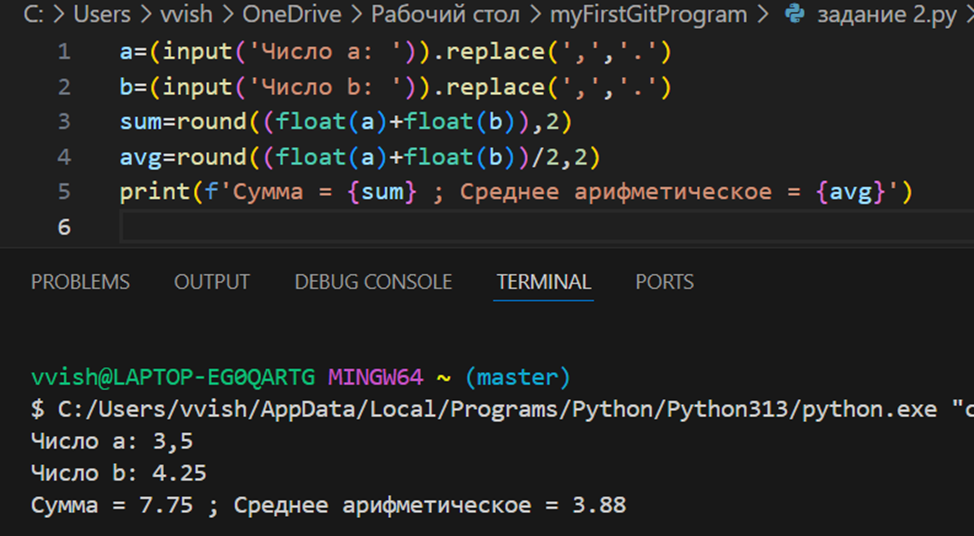 C: > Users > vvish > OneDrive > Рабочий стол > myFirstGitProgram > задание 2.py >
1 a=(input('Число a: ')).replace(',','.')
2 b=(input('Число b: ')).replace(',','.')
3 sum=round((float(a)+float(b)),2)
4 avg=round((float(a)+float(b))/2,2)
5 print(f'Сумма = {sum} ; Среднее арифметическое = {avg}')
6
PROBLEMS OUTPUT DEBUG CONSOLE TERMINAL PORTS
vvish@LAPTOP-EG0QARTG MINGW64 ~ (master)
$ C:/Users/vvish/AppData/Local/Programs/Python/Python313/python.exe "c
Число a: 3,5
Число b: 4.25
Сумма = 7.75 ; Среднее арифметическое = 3.88